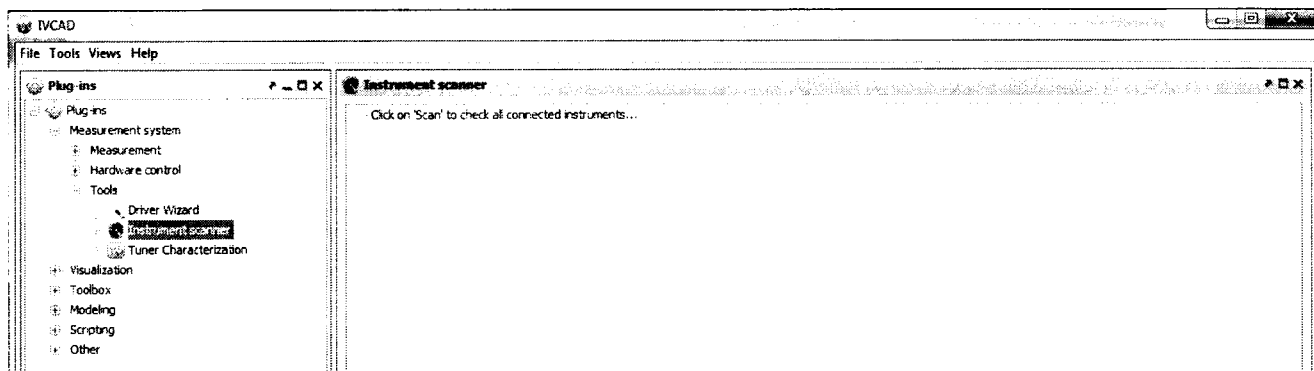 IVCAD
File Tools Views Help
Plug-ins
Plug-ins
Measurement system
Measurement
Hardware control
Tools
Driver Wizard
Instrument scanner
Tuner Characterization
Visualization
Toolbox
Modeling
Scripting
Other
Instrument scanner
Click on 'Scan' to check all connected instruments...